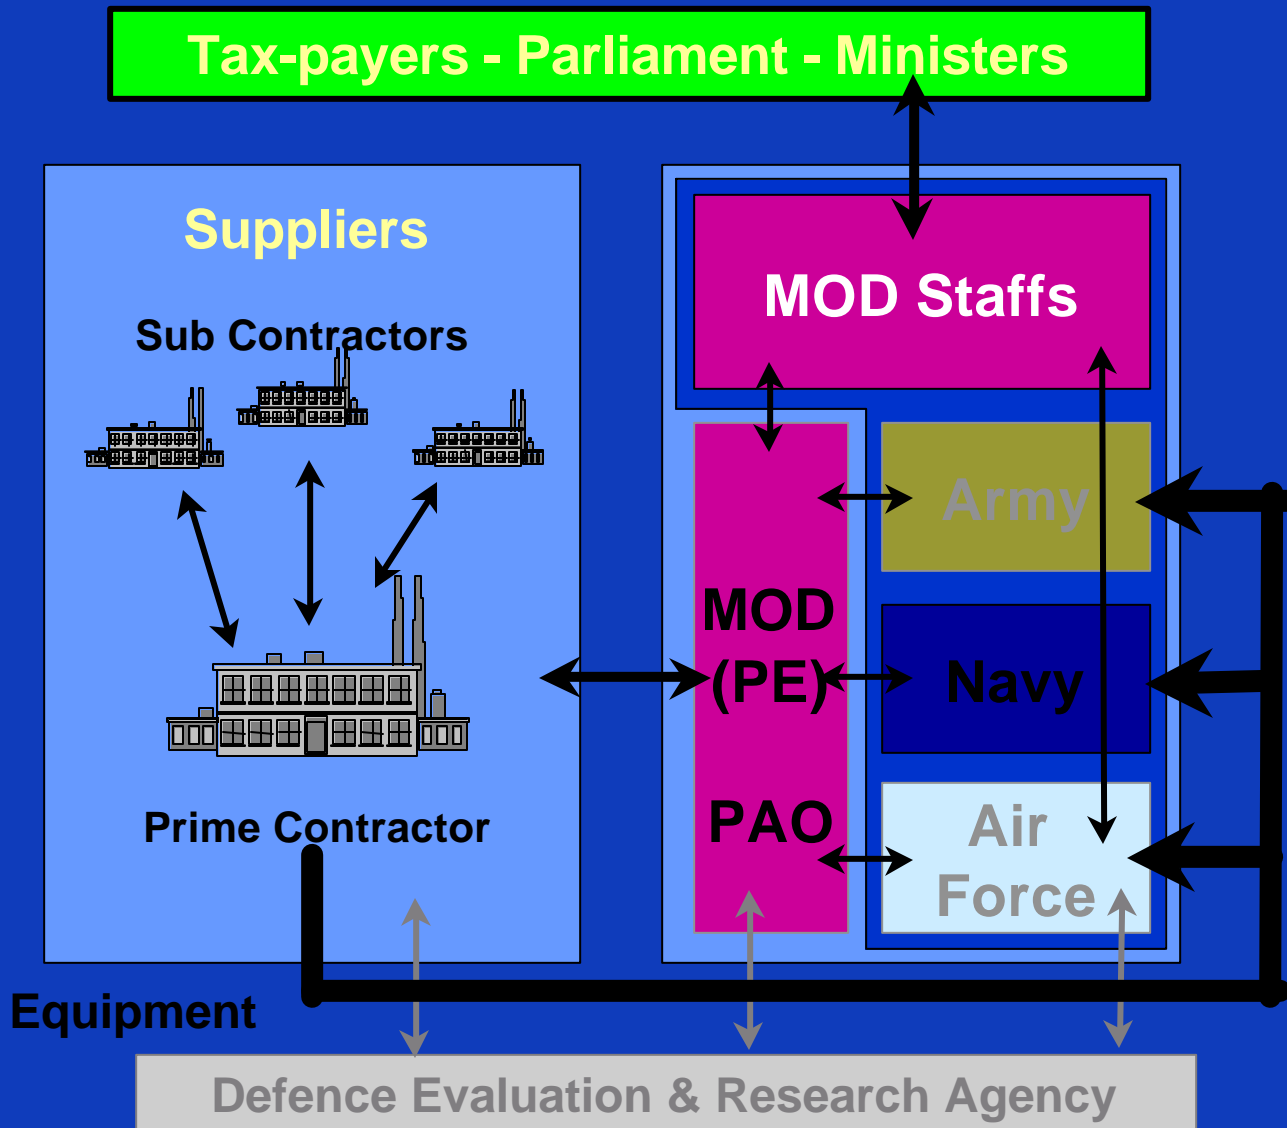 Tax-payers - Parliament - Ministers
Suppliers
Sub Contractors
Prime Contractor
MOD Staffs
MOD
(PE)
PAO
Army
Navy
Air
Force
Equipment
Defence Evaluation & Research Agency